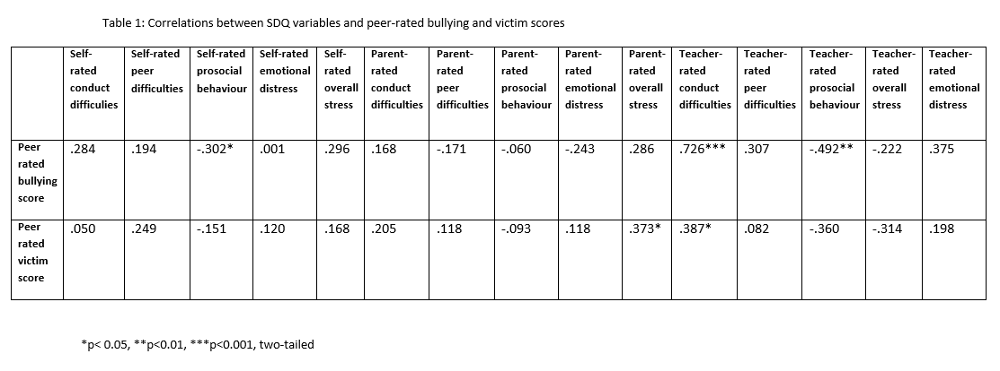 Table 1: Correlations between SDQ variables and peer-rated bullying and victim scores
Self-rated conduct difficulies | Self-rated peer difficulties | Self-rated prosocial behaviour | Self-rated emotional distress | Self-rated overall stress | Parent-rated conduct difficulties | Parent-rated peer difficulties | Parent-rated prosocial behaviour | Parent-rated emotional distress | Parent-rated overall stress | Teacher-rated conduct difficulties | Teacher-rated peer difficulties | Teacher-rated prosocial behaviour | Teacher-rated overall stress | Teacher-rated emotional distress
Peer rated bullying score | .284 | .194 | -.302* | .001 | .296 | .168 | -.171 | -.060 | -.243 | .286 | .726*** | .307 | -.492** | -.222 | .375
Peer rated victim score | .050 | .249 | -.151 | .120 | .168 | .205 | .118 | -.093 | .118 | .373* | .387* | .082 | -.360 | -.314 | .198
*p< 0.05, **p<0.01, ***p<0.001, two-tailed